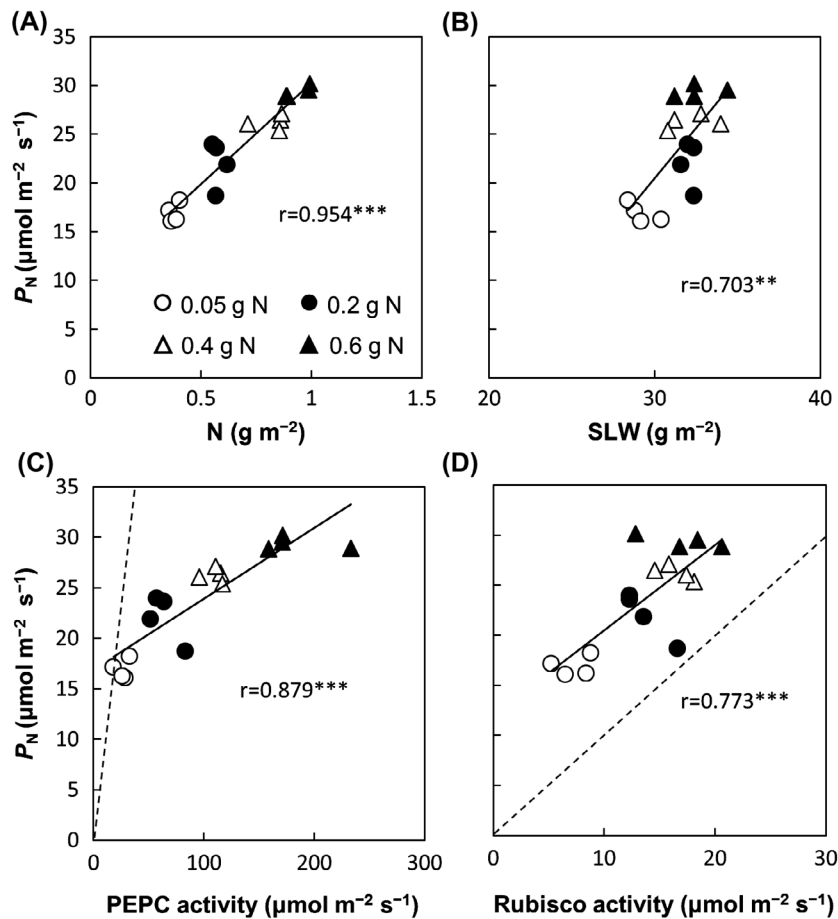 (A)
(B)
35
30
25
20
15
10
5
0
P_N (µmol m⁻² s⁻¹)
r=0.954***
0.05 g N
0.2 g N
0.4 g N
0.6 g N
0
0.5
1
1.5
N (g m⁻²)
r=0.703**
20
30
40
SLW (g m⁻²)
(C)
(D)
35
30
25
20
15
10
5
0
P_N (µmol m⁻² s⁻¹)
r=0.879***
0
100
200
300
PEPC activity (µmol m⁻² s⁻¹)
r=0.773***
0
10
20
30
Rubisco activity (µmol m⁻² s⁻¹)